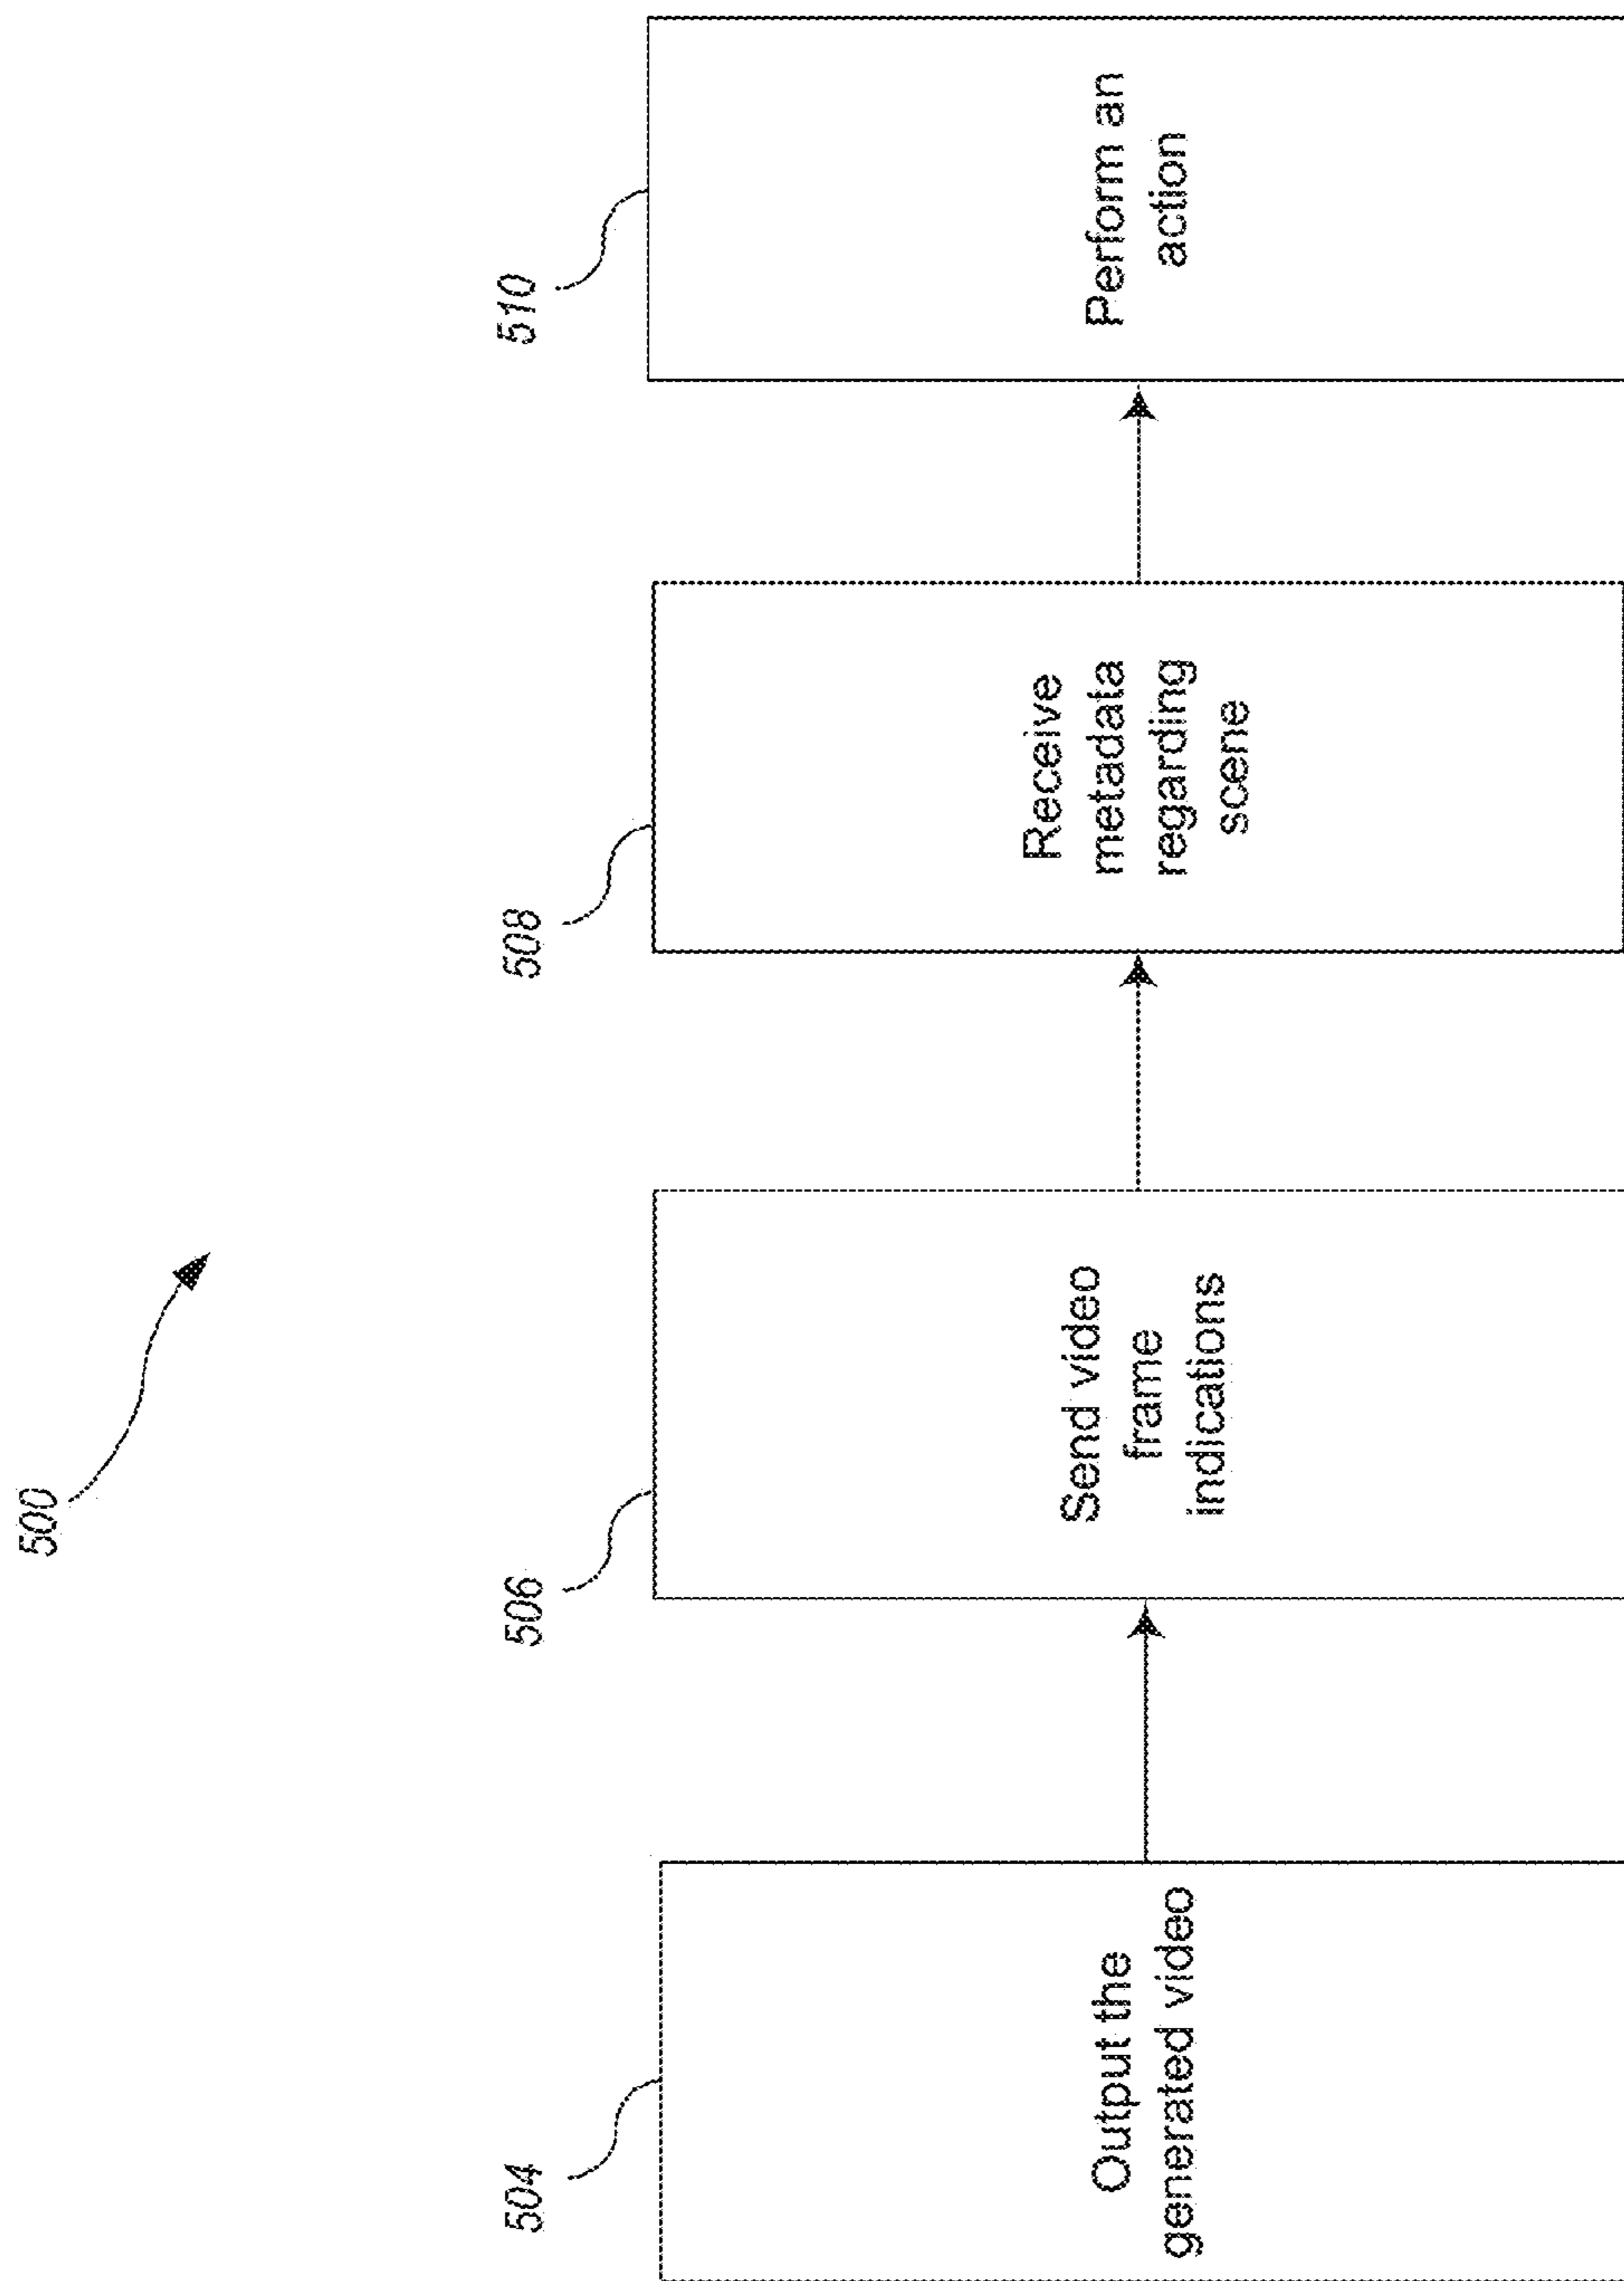 500
504
Output the
generated video
506
Send video
frame
indications
508
Receive
metadata
regarding
scene
510
Perform an
action